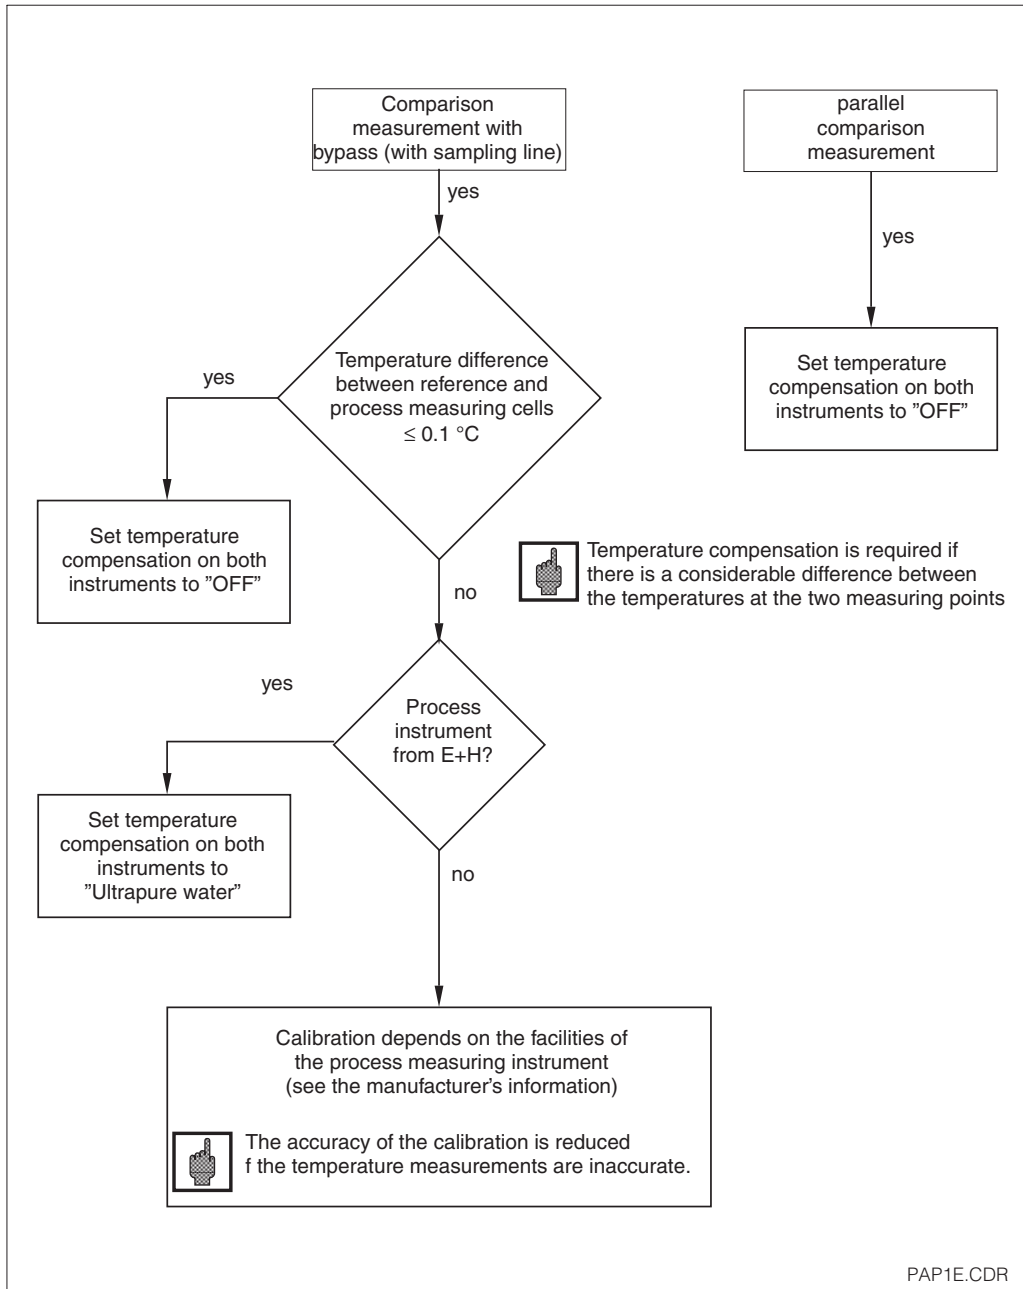 Comparison
measurement with
bypass (with sampling line)
parallel
comparison
measurement
yes
yes
Temperature difference
between reference and
process measuring cells
≤ 0.1 °C
yes
Set temperature
compensation on both
instruments to ”OFF”
Set temperature
compensation on both
instruments to ”OFF”
Temperature compensation is required if
there is a considerable difference between
the temperatures at the two measuring points
no
yes
Process
instrument
from E+H?
Set temperature
compensation on both
instruments to
”Ultrapure water”
no
Calibration depends on the facilities of
the process measuring instrument
(see the manufacturer’s information)
The accuracy of the calibration is reduced
f the temperature measurements are inaccurate.
PAP1E.CDR